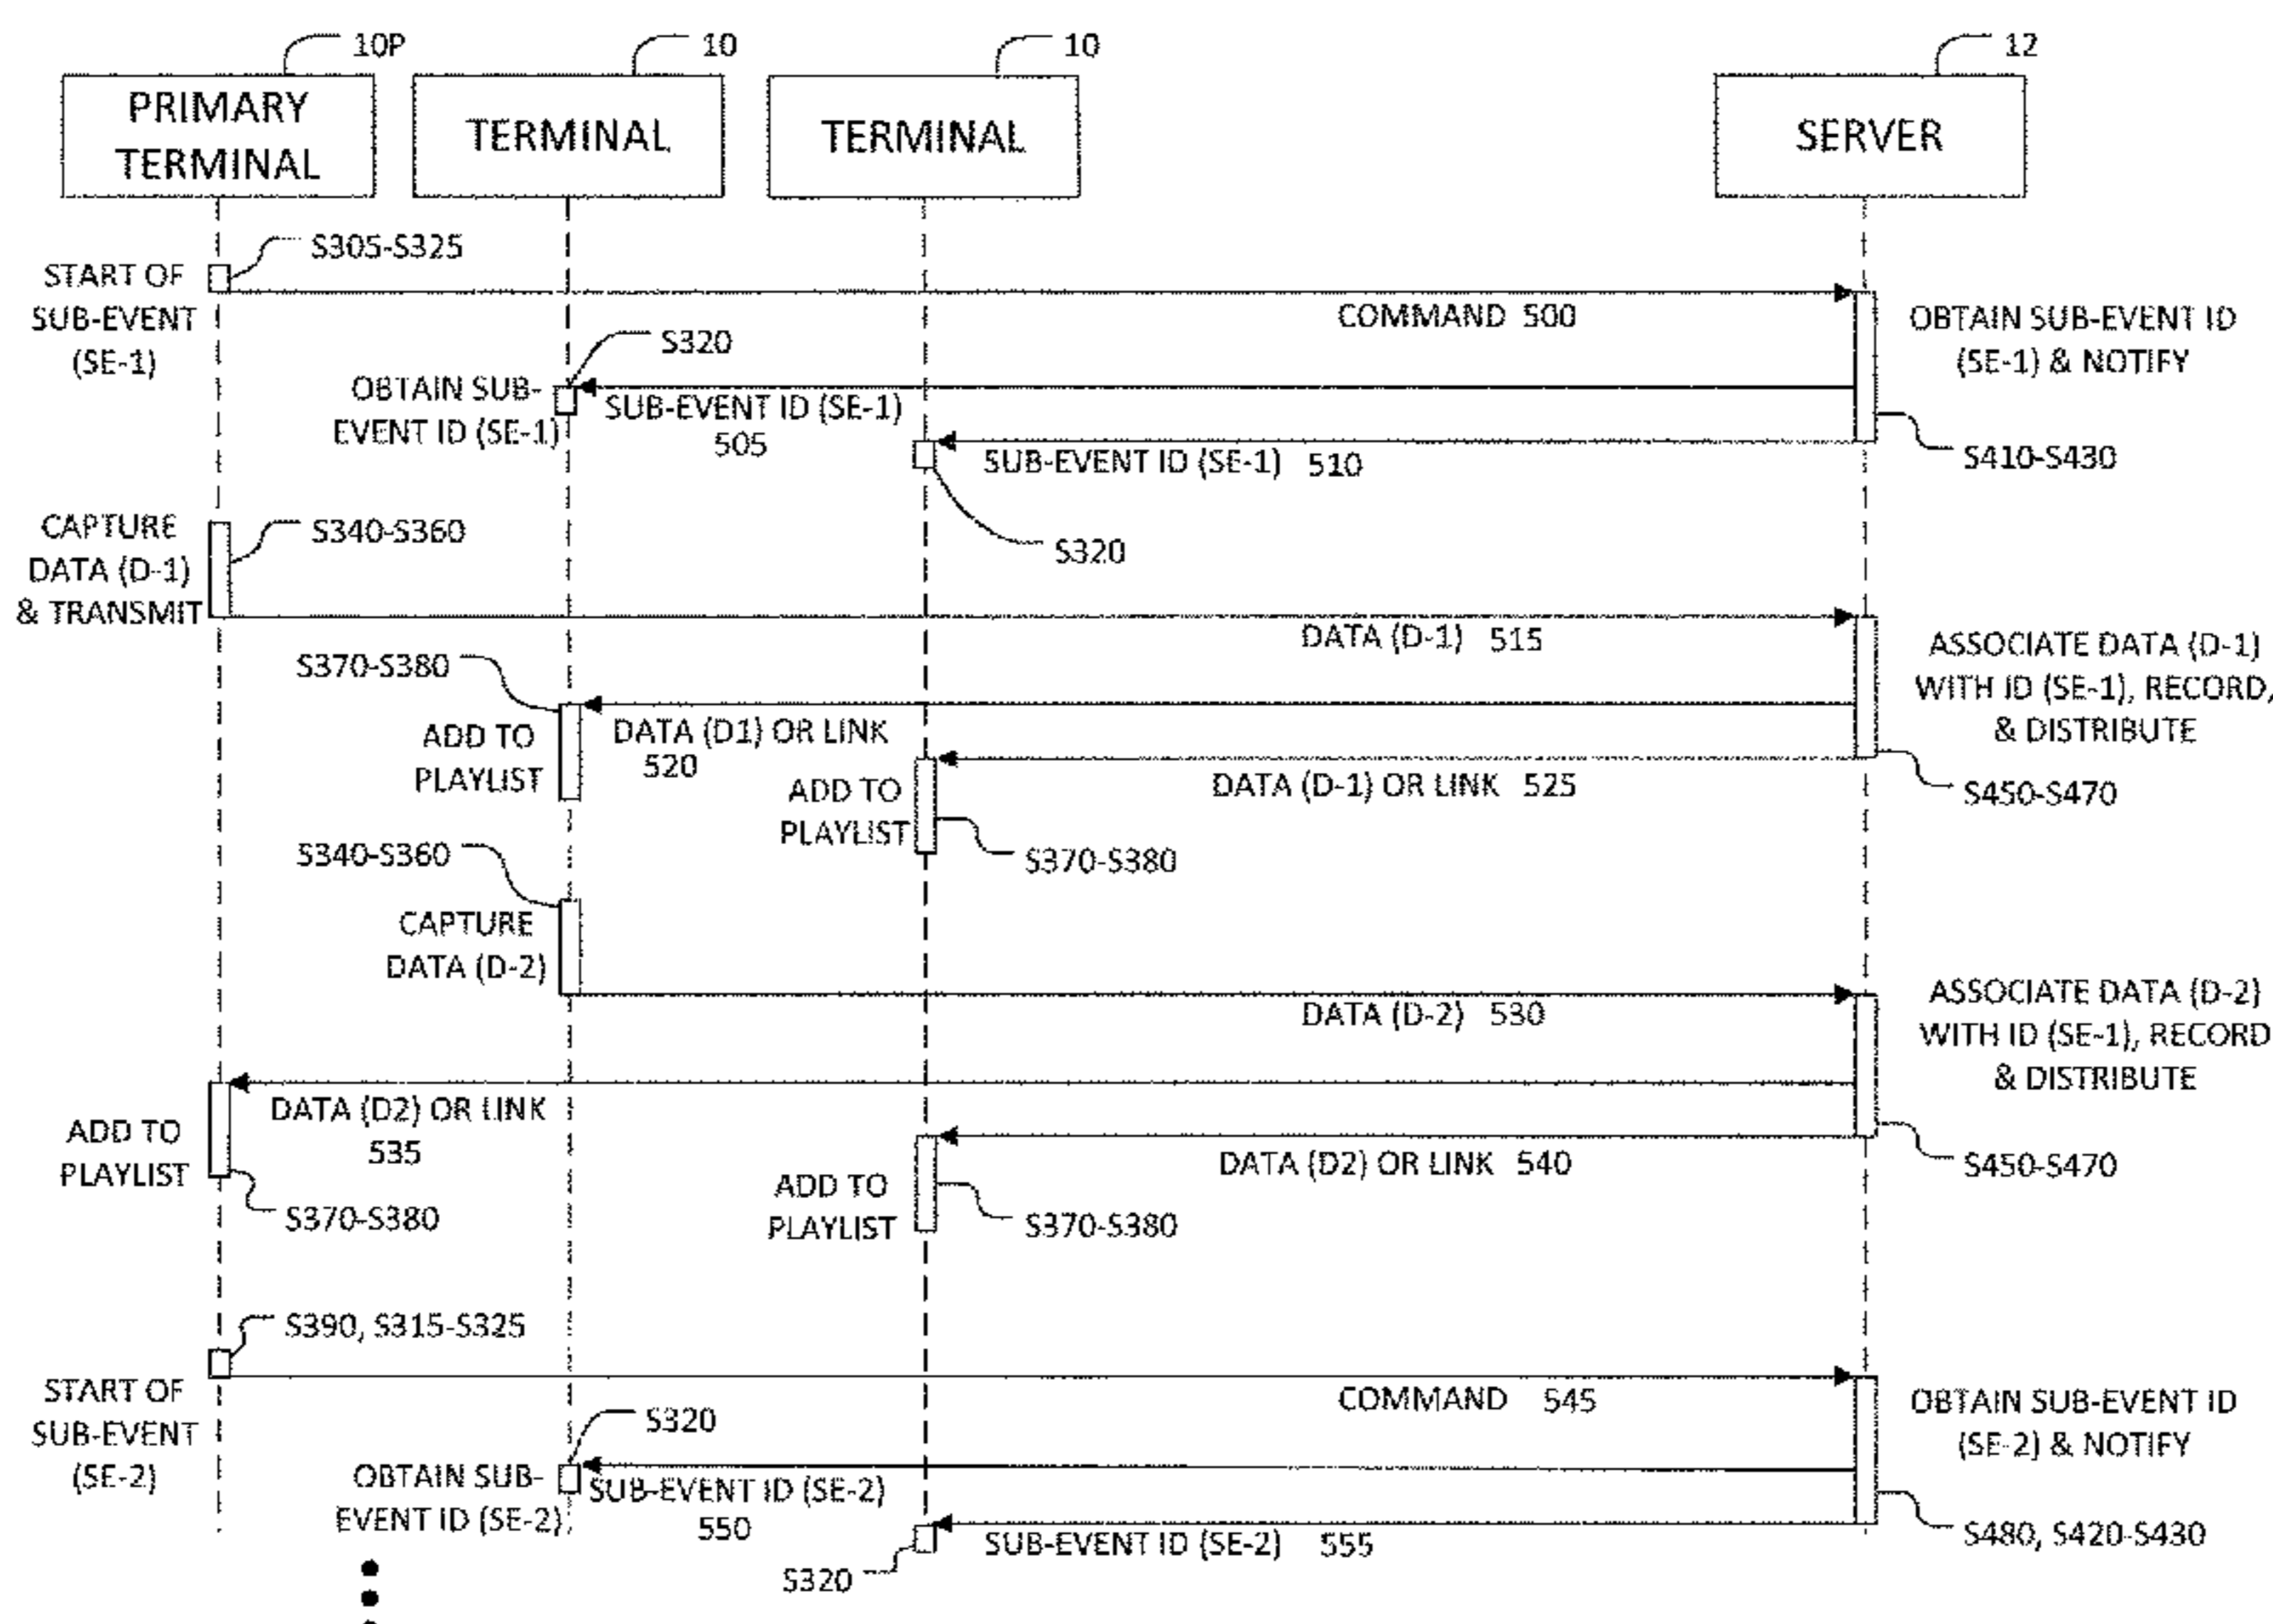 10P
10
10
12
PRIMARY
TERMINAL
TERMINAL
TERMINAL
SERVER
S305-S325
START OF
SUB-EVENT
(SE-1)
COMMAND 500
OBTAIN SUB-EVENT ID
(SE-1) & NOTIFY
S320
OBTAIN SUB-
EVENT ID (SE-1)
SUB-EVENT ID (SE-1)
505
SUB-EVENT ID (SE-1) 510
S410-S430
S320
CAPTURE
DATA (D-1)
& TRANSMIT
S340-S360
DATA (D-1) 515
ASSOCIATE DATA (D-1)
WITH ID (SE-1), RECORD,
& DISTRIBUTE
S370-S380
ADD TO
PLAYLIST
DATA (D1) OR LINK
520
ADD TO
PLAYLIST
DATA (D-1) OR LINK 525
S450-S470
S370-S380
S340-S360
CAPTURE
DATA (D-2)
DATA (D-2) 530
ASSOCIATE DATA (D-2)
WITH ID (SE-1), RECORD
& DISTRIBUTE
ADD TO
PLAYLIST
DATA (D2) OR LINK
535
S370-S380
DATA (D2) OR LINK 540
ADD TO
PLAYLIST
S370-S380
S450-S470
S390, S315-S325
START OF
SUB-EVENT
(SE-2)
COMMAND 545
OBTAIN SUB-EVENT ID
(SE-2) & NOTIFY
S320
OBTAIN SUB-
EVENT ID (SE-2)
SUB-EVENT ID (SE-2)
550
SUB-EVENT ID (SE-2) 555
S320
S480, S420-S430